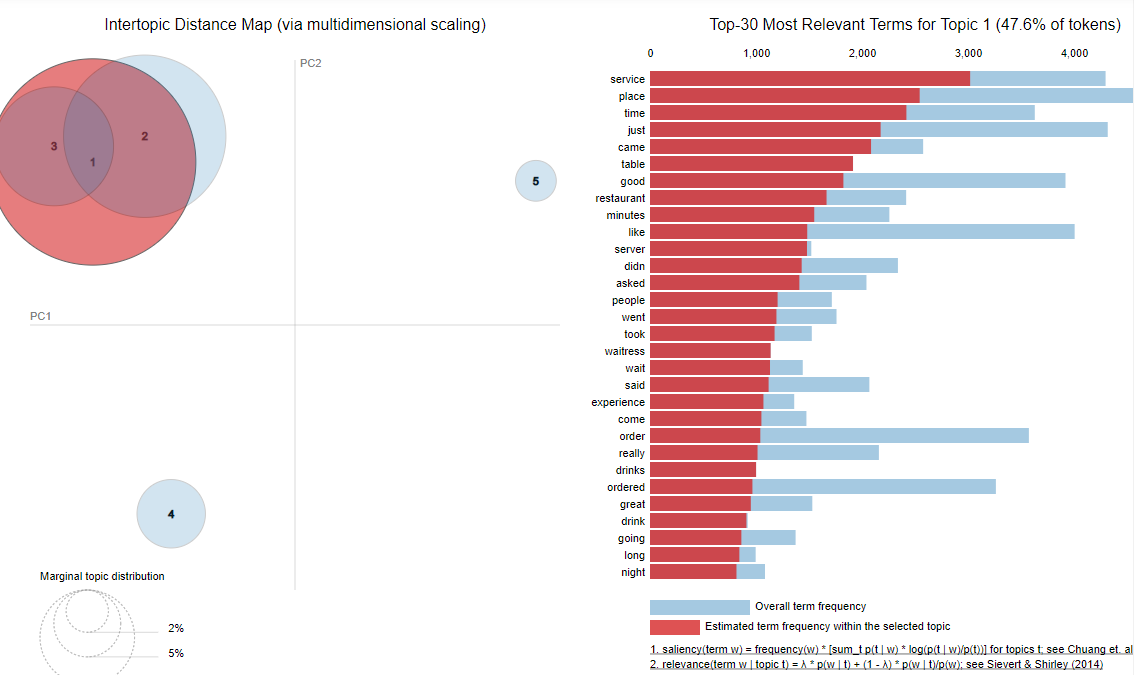 Intertopic Distance Map (via multidimensional scaling)
PC2
PC1
1
2
3
4
5
Marginal topic distribution
2%
5%
Top-30 Most Relevant Terms for Topic 1 (47.6% of tokens)
0 1,000 2,000 3,000 4,000
service
place
time
just
came
table
good
restaurant
minutes
like
server
didn
asked
people
went
took
waitress
wait
said
experience
come
order
really
drinks
ordered
great
drink
going
long
night
Overall term frequency
Estimated term frequency within the selected topic
1. saliency(term w) = frequency(w) * [sum_t p(t | w) * log(p(t | w)/p(t))] for topics t; see Chuang et. al
2. relevance(term w | topic t) = λ * p(w | t) + (1 - λ) * p(w | t)/p(w); see Sievert & Shirley (2014)